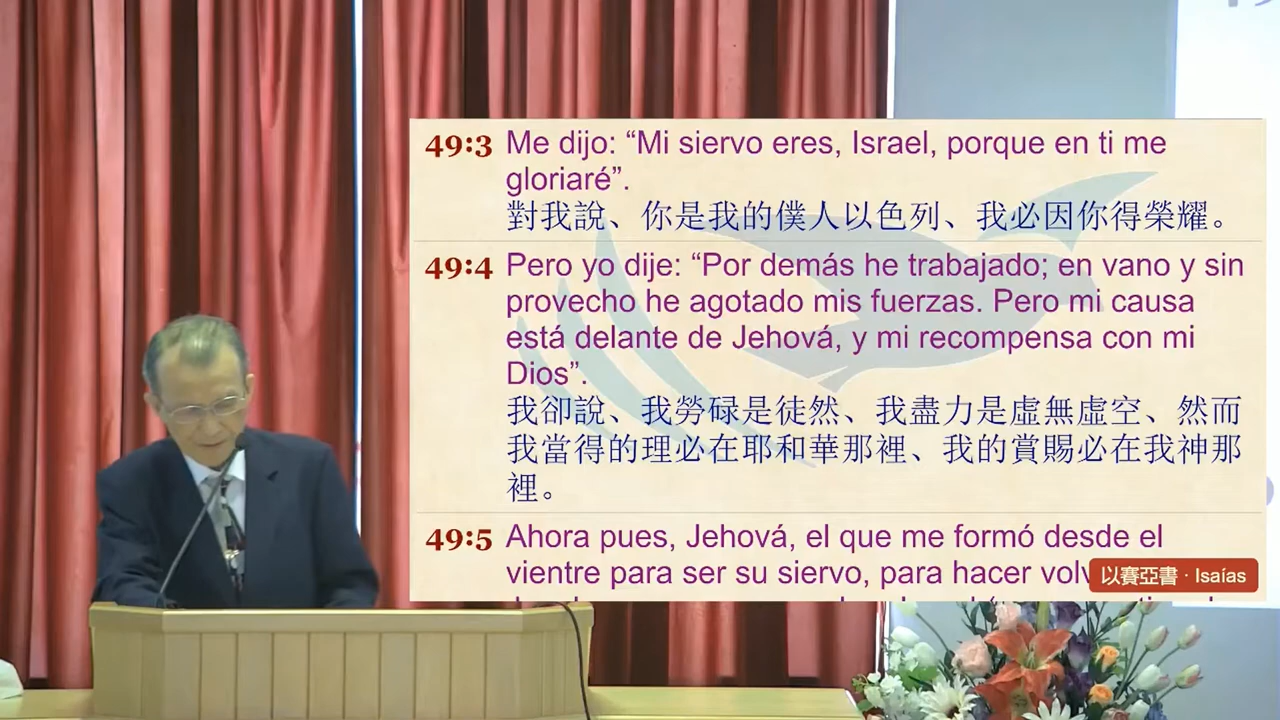 49:3 Me dijo: “Mi siervo eres, Israel, porque en ti me
gloriaré”.
對我說、你是我的僕人以色列、我必因你得榮耀。
49:4 Pero yo dije: “Por demás he trabajado; en vano y sin
provecho he agotado mis fuerzas. Pero mi causa
está delante de Jehová, y mi recompensa con mi
Dios”.
我卻說、我勞碌是徒然、我盡力是虛無虛空、然而
我當得的理必在耶和華那裡、我的賞賜必在我神那
裡。
49:5 Ahora pues, Jehová, el que me formó desde el
vientre para ser su siervo, para hacer
以賽亞書 · Isaías